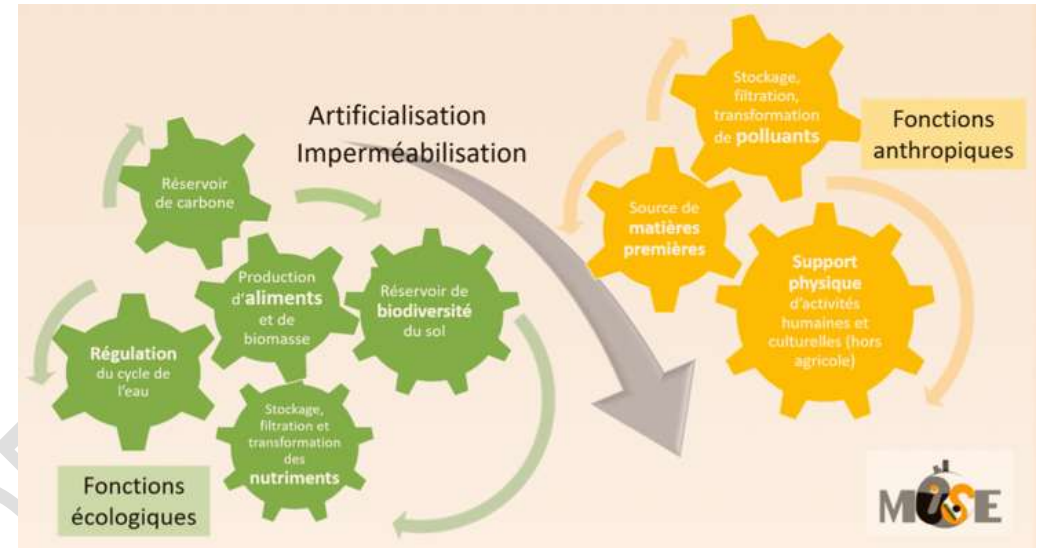 Artificialisation
Imperméabilisation
Réservoir
de carbone
Production
d'aliments
et de
biomasse
Réservoir de
biodiversité
du sol
Régulation
du cycle de
l'eau
Stockage,
filtration et
transformation
des
nutriments
Fonctions
écologiques
Stockage,
filtration,
transformation
de polluants
Fonctions
anthropiques
Source de
matières
premières
Support
physique
d'activités
humaines et
culturelles (hors
agricole)
MUSE